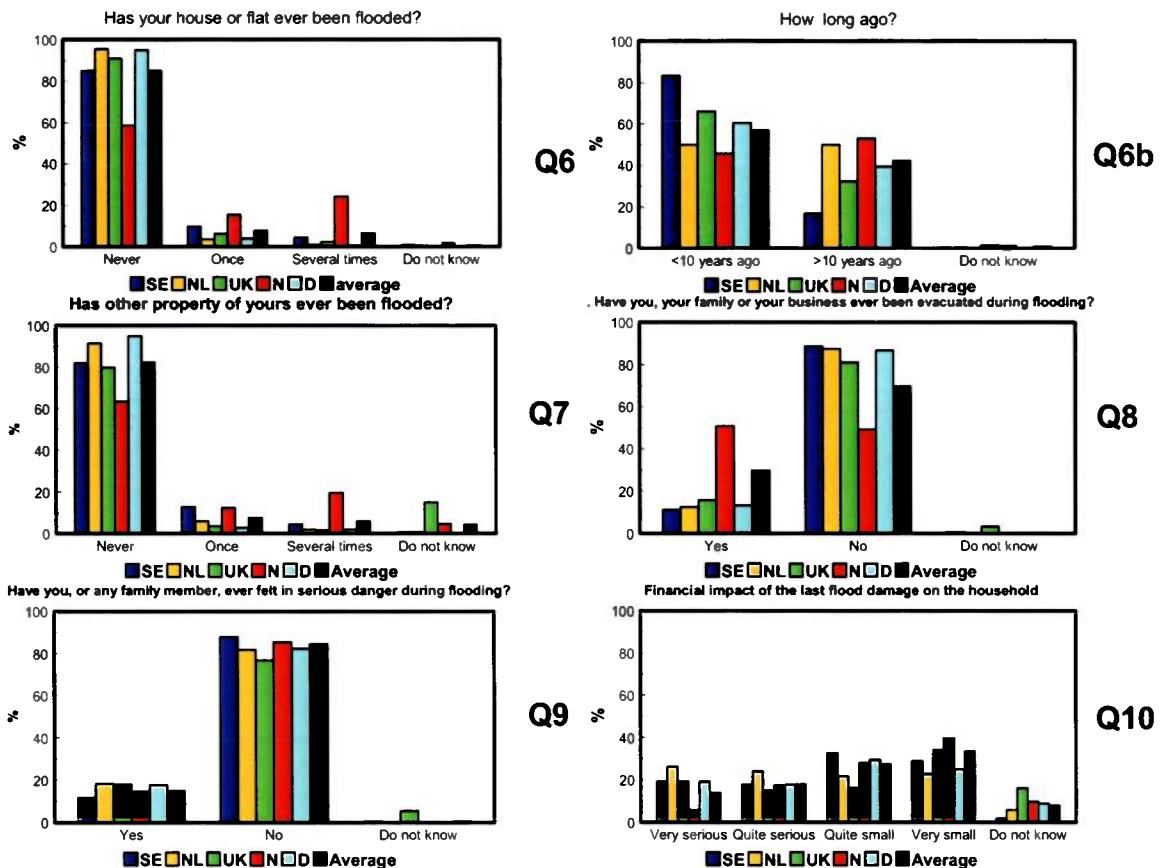 Has your house or flat ever been flooded?
100
80
60
40
20
0
%
Never Once Several times Do not know
SE NL UK N D average
Q6
How long ago?
100
80
60
40
20
0
%
<10 years ago >10 years ago Do not know
SE NL UK N D Average
Q6b
Has other property of yours ever been flooded?
100
80
60
40
20
0
%
Never Once Several times Do not know
SE NL UK N D Average
Q7
. Have you, your family or your business ever been evacuated during flooding?
100
80
60
40
20
0
%
Yes No Do not know
SE NL UK N D Average
Q8
Have you, or any family member, ever felt in serious danger during flooding?
100
80
60
40
20
0
%
Yes No Do not know
SE NL UK N D Average
Q9
Financial impact of the last flood damage on the household
100
80
60
40
20
0
%
Very serious Quite serious Quite small Very small Do not know
SE NL UK N D Average
Q10